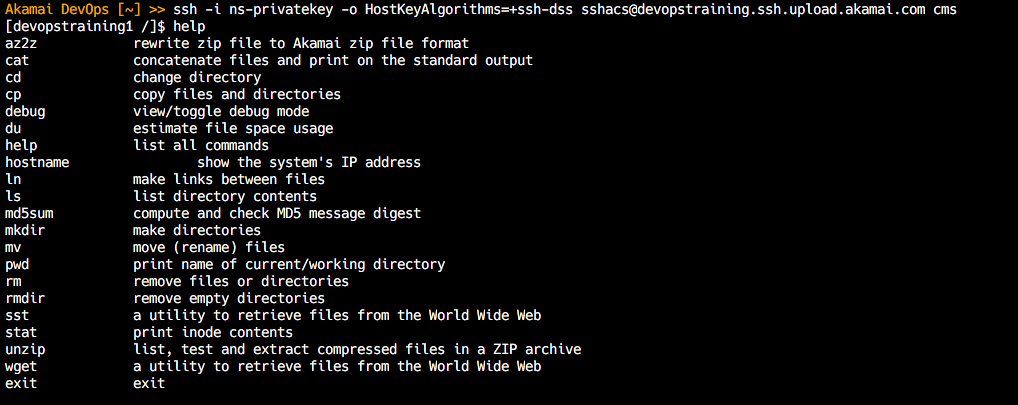 Akamai DevOps [~] >> ssh -i ns-privatekey -o HostKeyAlgorithms=+ssh-dss sshacs@devopstraining.ssh.upload.akamai.com cms
[devopstraining1 /]$ help
az2z rewrite zip file to Akamai zip file format
cat concatenate files and print on the standard output
cd change directory
cp copy files and directories
debug view/toggle debug mode
du estimate file space usage
help list all commands
hostname show the system's IP address
ln make links between files
ls list directory contents
md5sum compute and check MD5 message digest
mkdir make directories
mv move (rename) files
pwd print name of current/working directory
rm remove files or directories
rmdir remove empty directories
sst a utility to retrieve files from the World Wide Web
stat print inode contents
unzip list, test and extract compressed files in a ZIP archive
wget a utility to retrieve files from the World Wide Web
exit exit